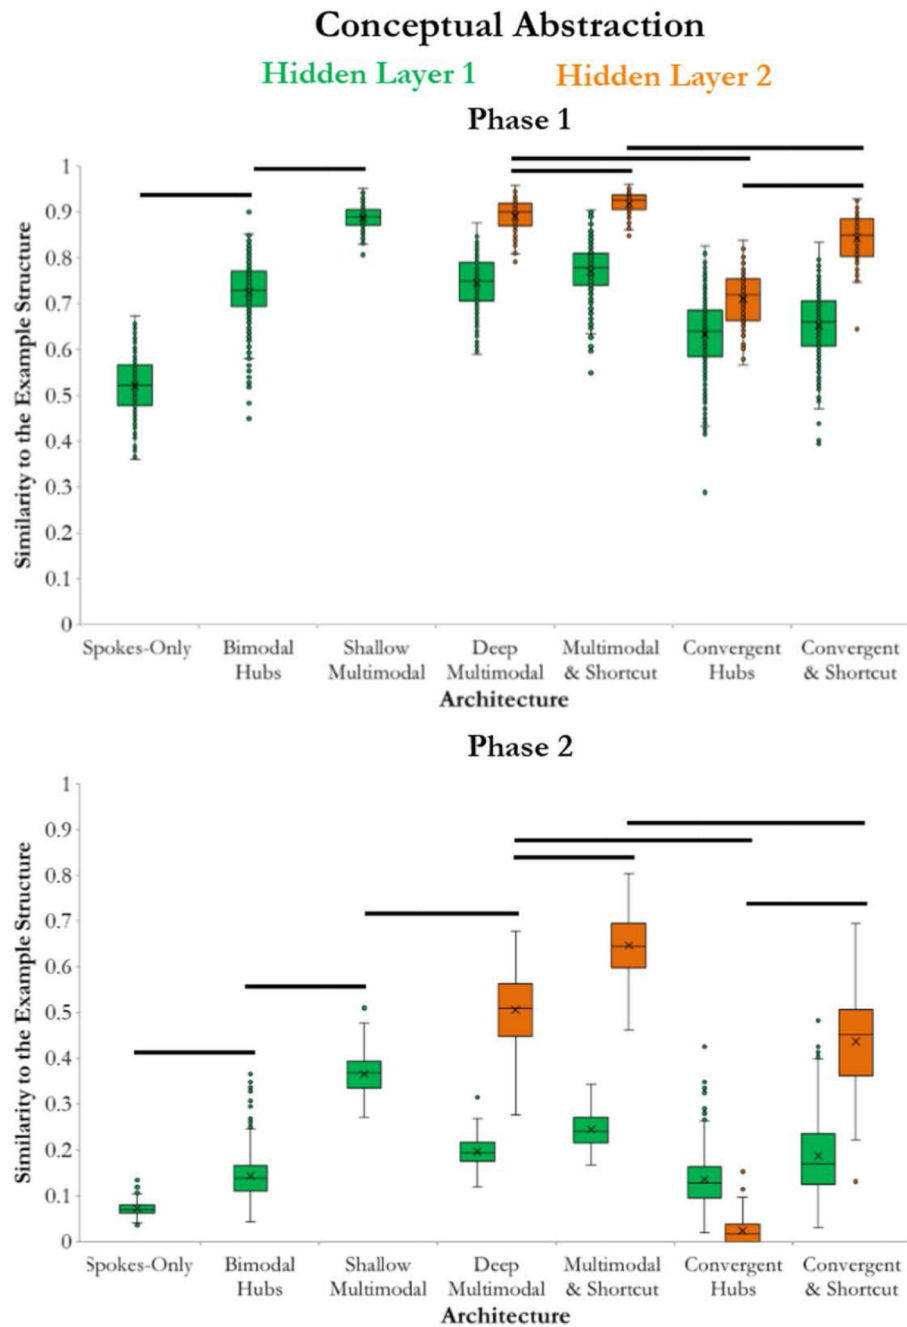 Conceptual Abstraction
Hidden Layer 1 Hidden Layer 2
Phase 1
Similarity to the Example Structure
1
0.9
0.8
0.7
0.6
0.5
0.4
0.3
0.2
0.1
0
Spokes-Only Bimodal Shallow Deep Multimodal Convergent Convergent
Hubs Multimodal Multimodal & Shortcut Hubs & Shortcut
Architecture
Phase 2
Similarity to the Example Structure
1
0.9
0.8
0.7
0.6
0.5
0.4
0.3
0.2
0.1
0
Spokes-Only Bimodal Shallow Deep Multimodal Convergent Convergent
Hubs Multimodal Multimodal & Shortcut Hubs & Shortcut
Architecture